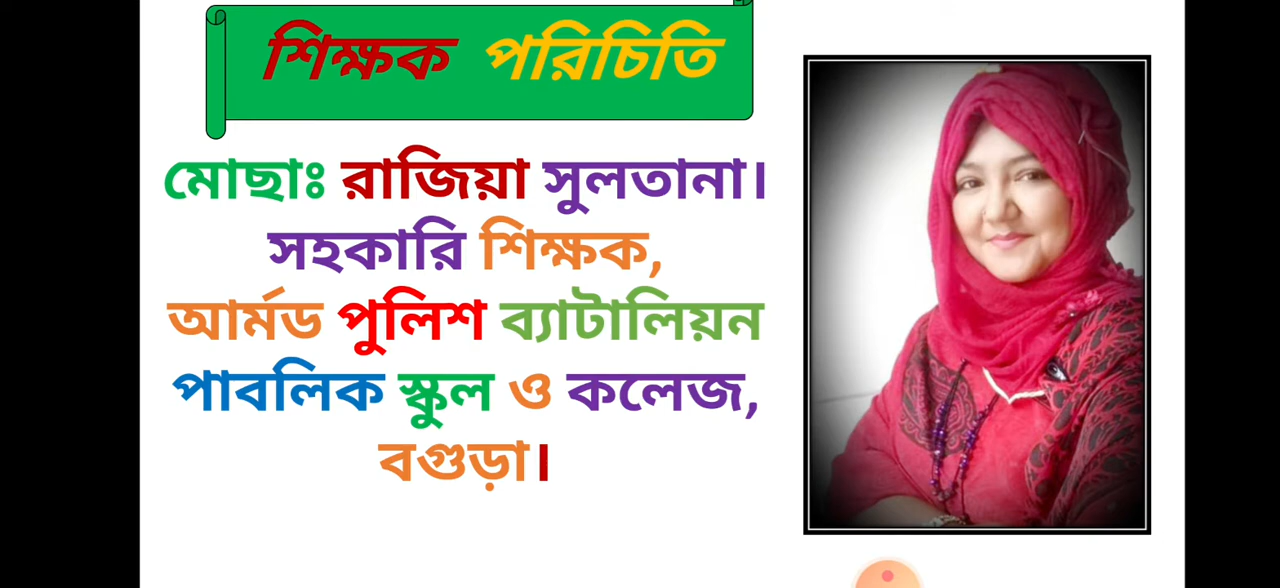 শিক্ষক পরিচিতি
মোছাঃ রাজিয়া সুলতানা।
সহকারি শিক্ষক,
আর্মড পুলিশ ব্যাটালিয়ন
পাবলিক স্কুল ও কলেজ,
বগুড়া।